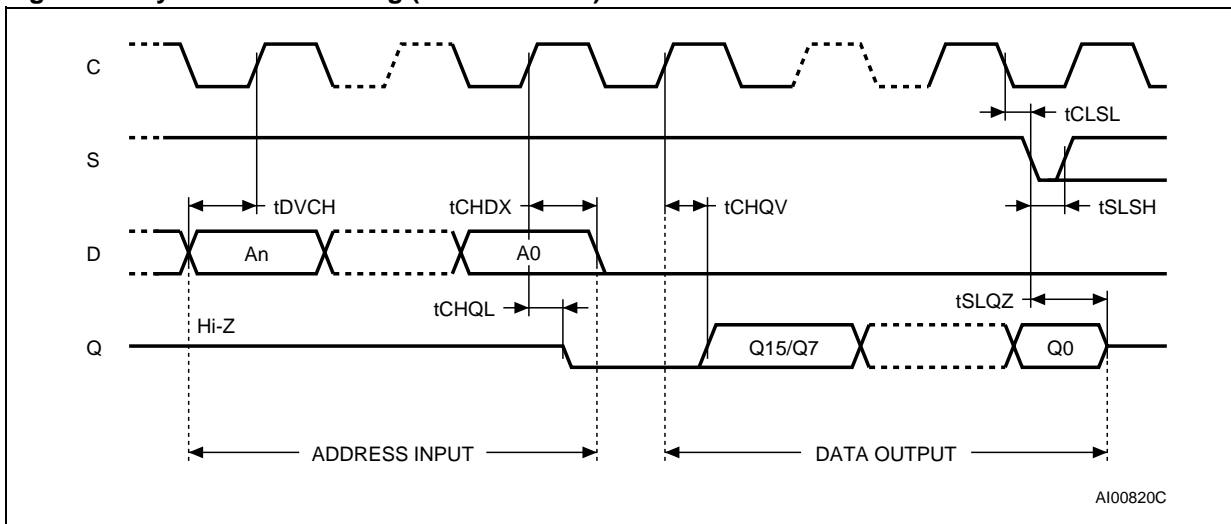 C
tCLSL
S
tDVCH
tCHDX
tCHQV
tSLSH
D
An
A0
tCHQL
tSLQZ
Hi-Z
Q
Q15/Q7
Q0
ADDRESS INPUT
DATA OUTPUT
AI00820C